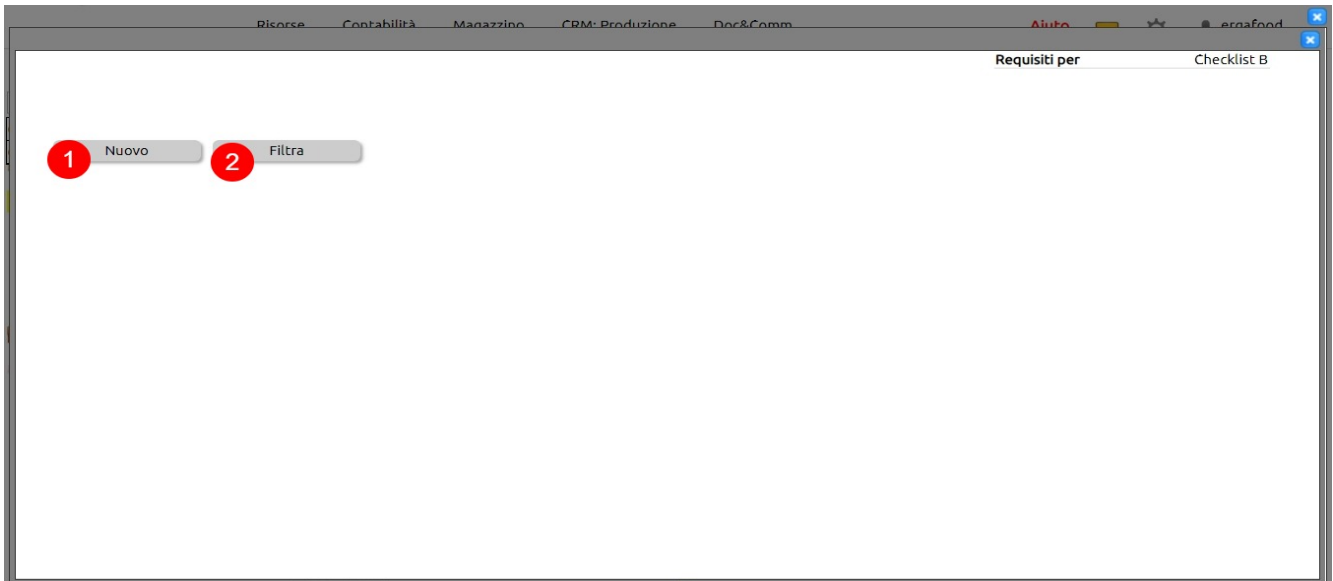 Risorse Contabilità Magazzino CRM: Produzione Doc&Comm Aiuto ergafood
Requisiti per Checklist B
1 Nuovo 2 Filtra